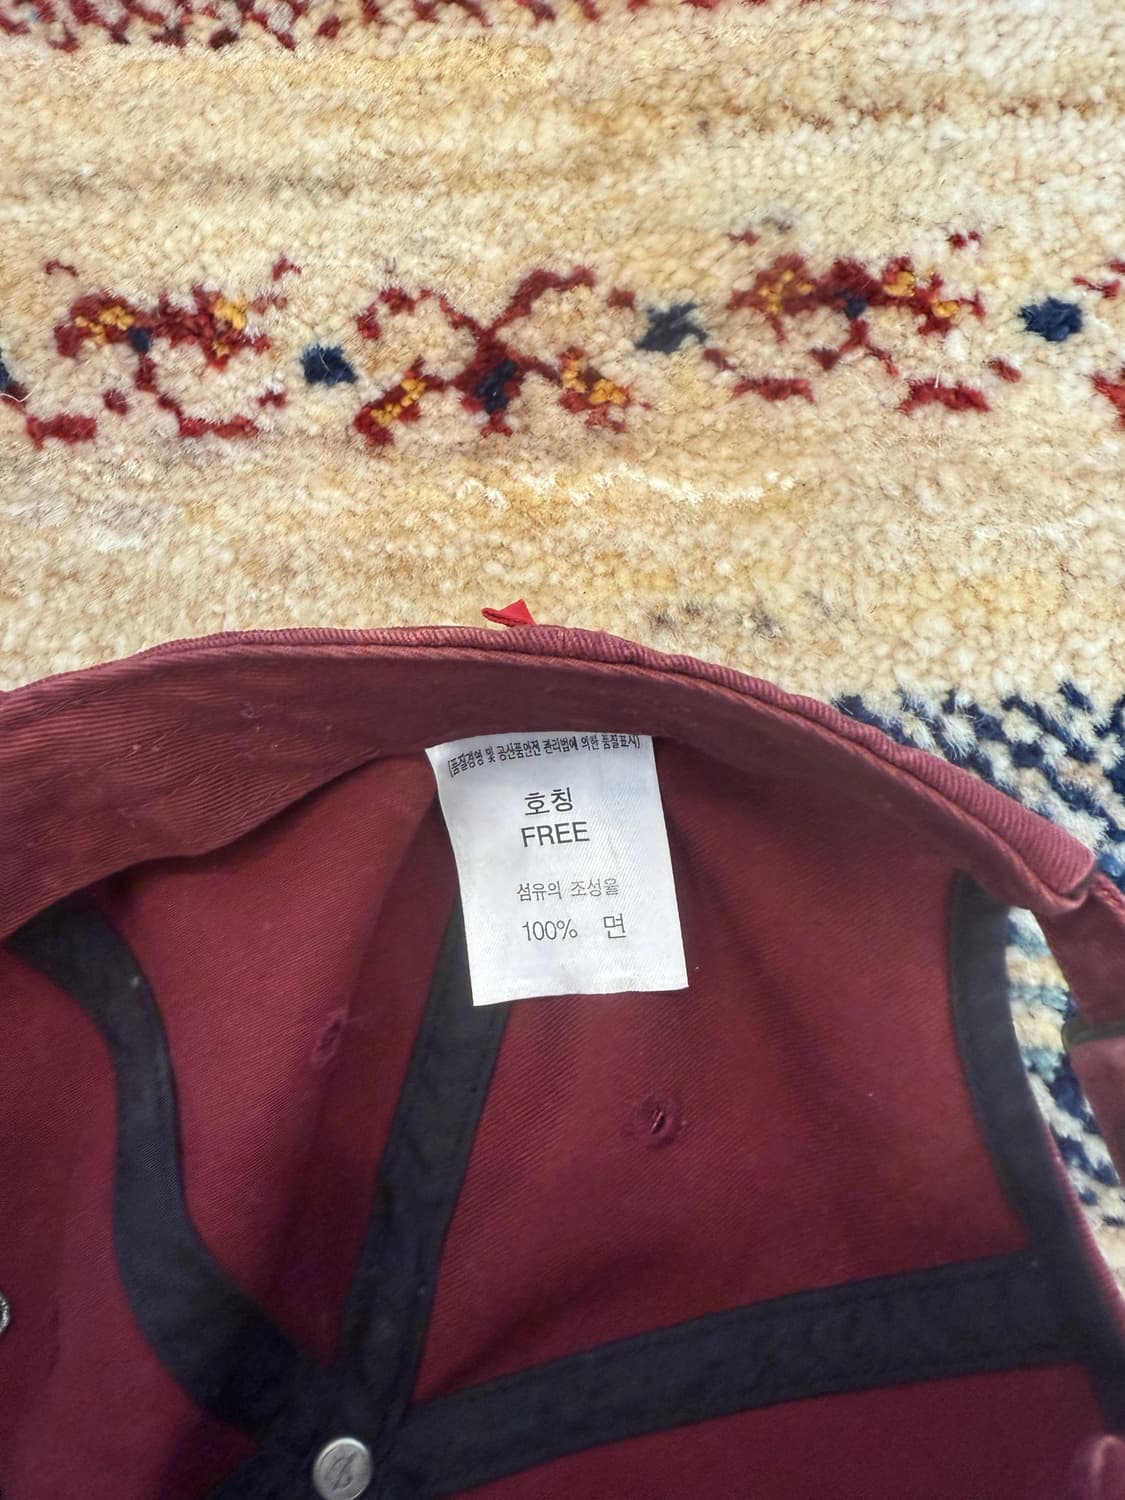 (품질경영 및 공산품안전 관리법에 의한 품질표시)
호칭
FREE
섬유의 조성율
100% 면